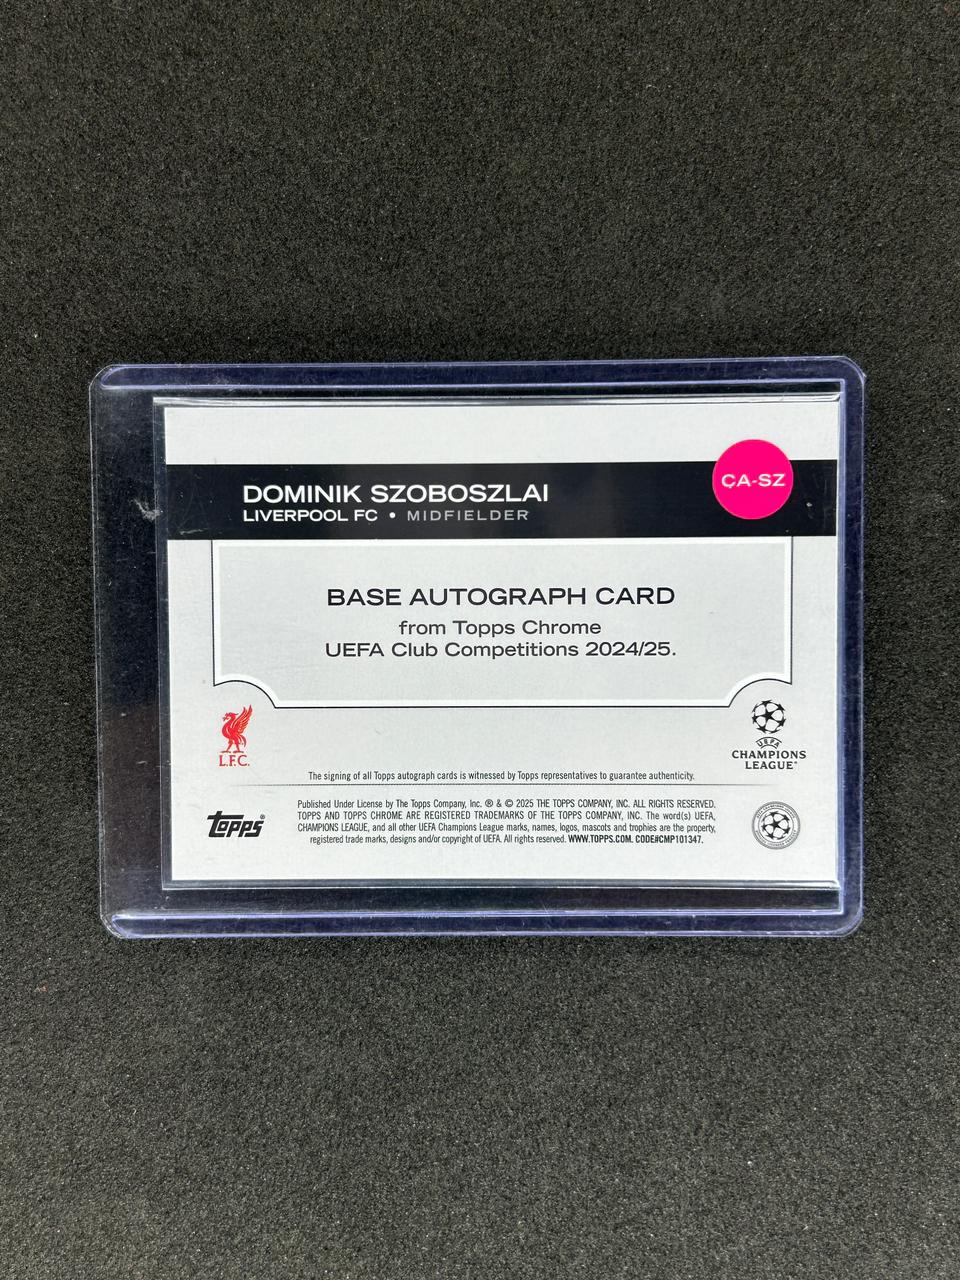 DOMINIK SZOBOSZLAI
LIVERPOOL FC • MIDFIELDER
CA-SZ
BASE AUTOGRAPH CARD
from Topps Chrome
UEFA Club Competitions 2024/25.
L.F.C.
UEFA
CHAMPIONS
LEAGUE®
The signing of all Topps autograph cards is witnessed by Topps representatives to guarantee authenticity.
TOPPS®
Published Under License by The Topps Company, Inc. ® & © 2025 THE TOPPS COMPANY, INC. ALL RIGHTS RESERVED.
TOPPS AND TOPPS CHROME ARE REGISTERED TRADEMARKS OF THE TOPPS COMPANY, INC. The word(s) UEFA,
CHAMPIONS LEAGUE, and all other UEFA Champions League marks, names, logos, mascots and trophies are the property,
registered trade marks, designs and/or copyright of UEFA. All rights reserved. WWW.TOPPS.COM. CODE#CMP101347.